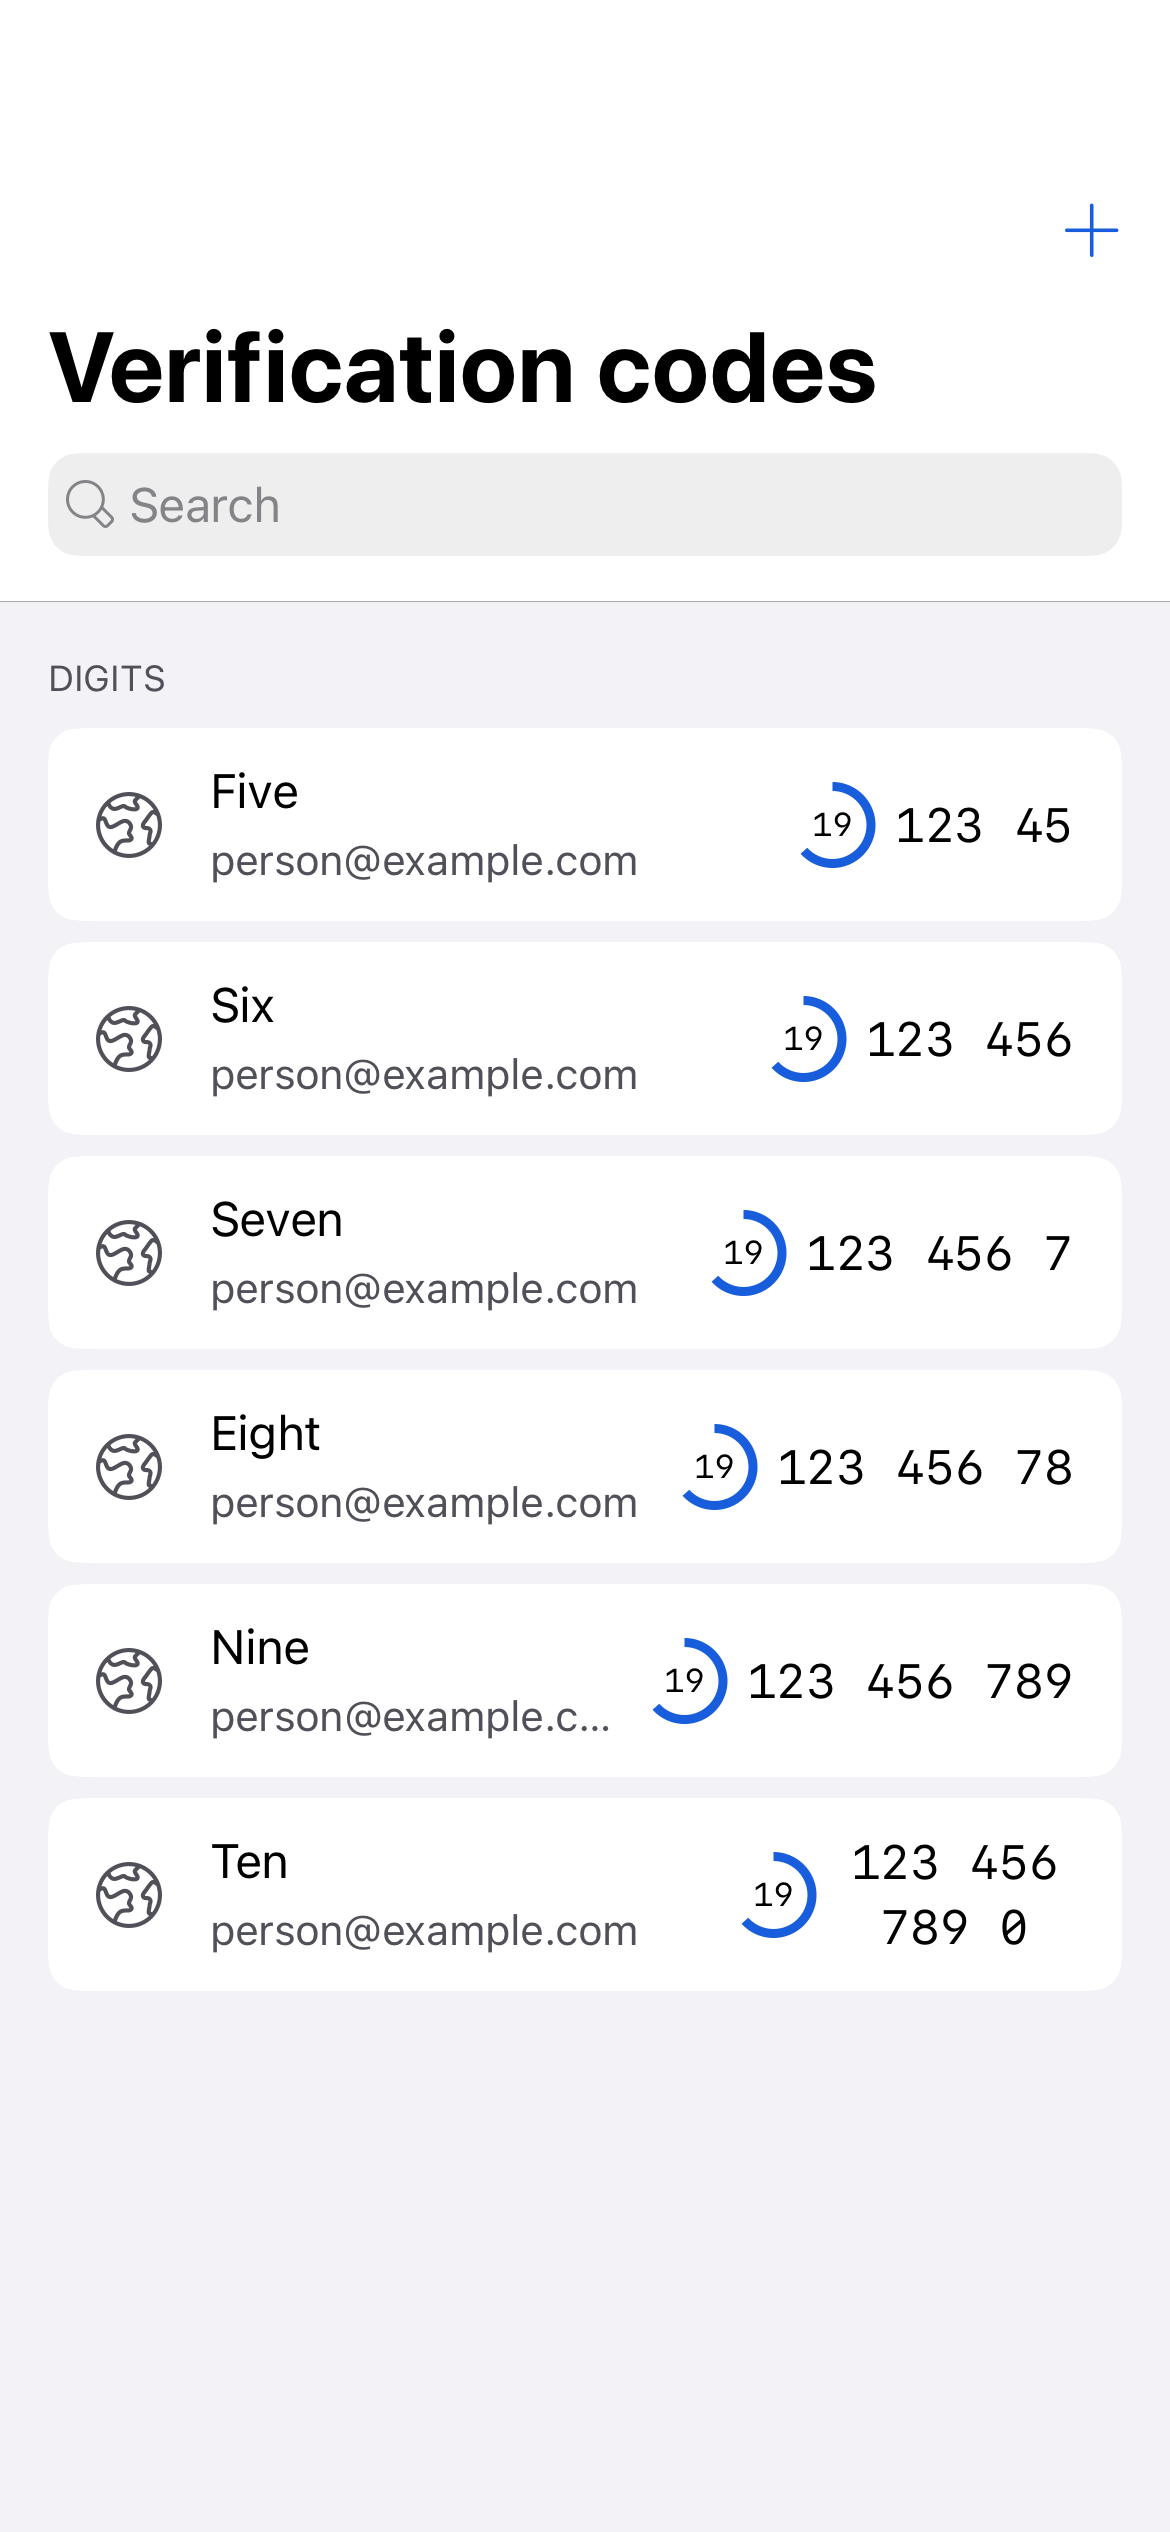 Verification codes
Search
DIGITS
Five
person@example.com
19 123 45
Six
person@example.com
19 123 456
Seven
person@example.com
19 123 456 7
Eight
person@example.com
19 123 456 78
Nine
person@example.c...
19 123 456 789
Ten
person@example.com
19 123 456
789 0